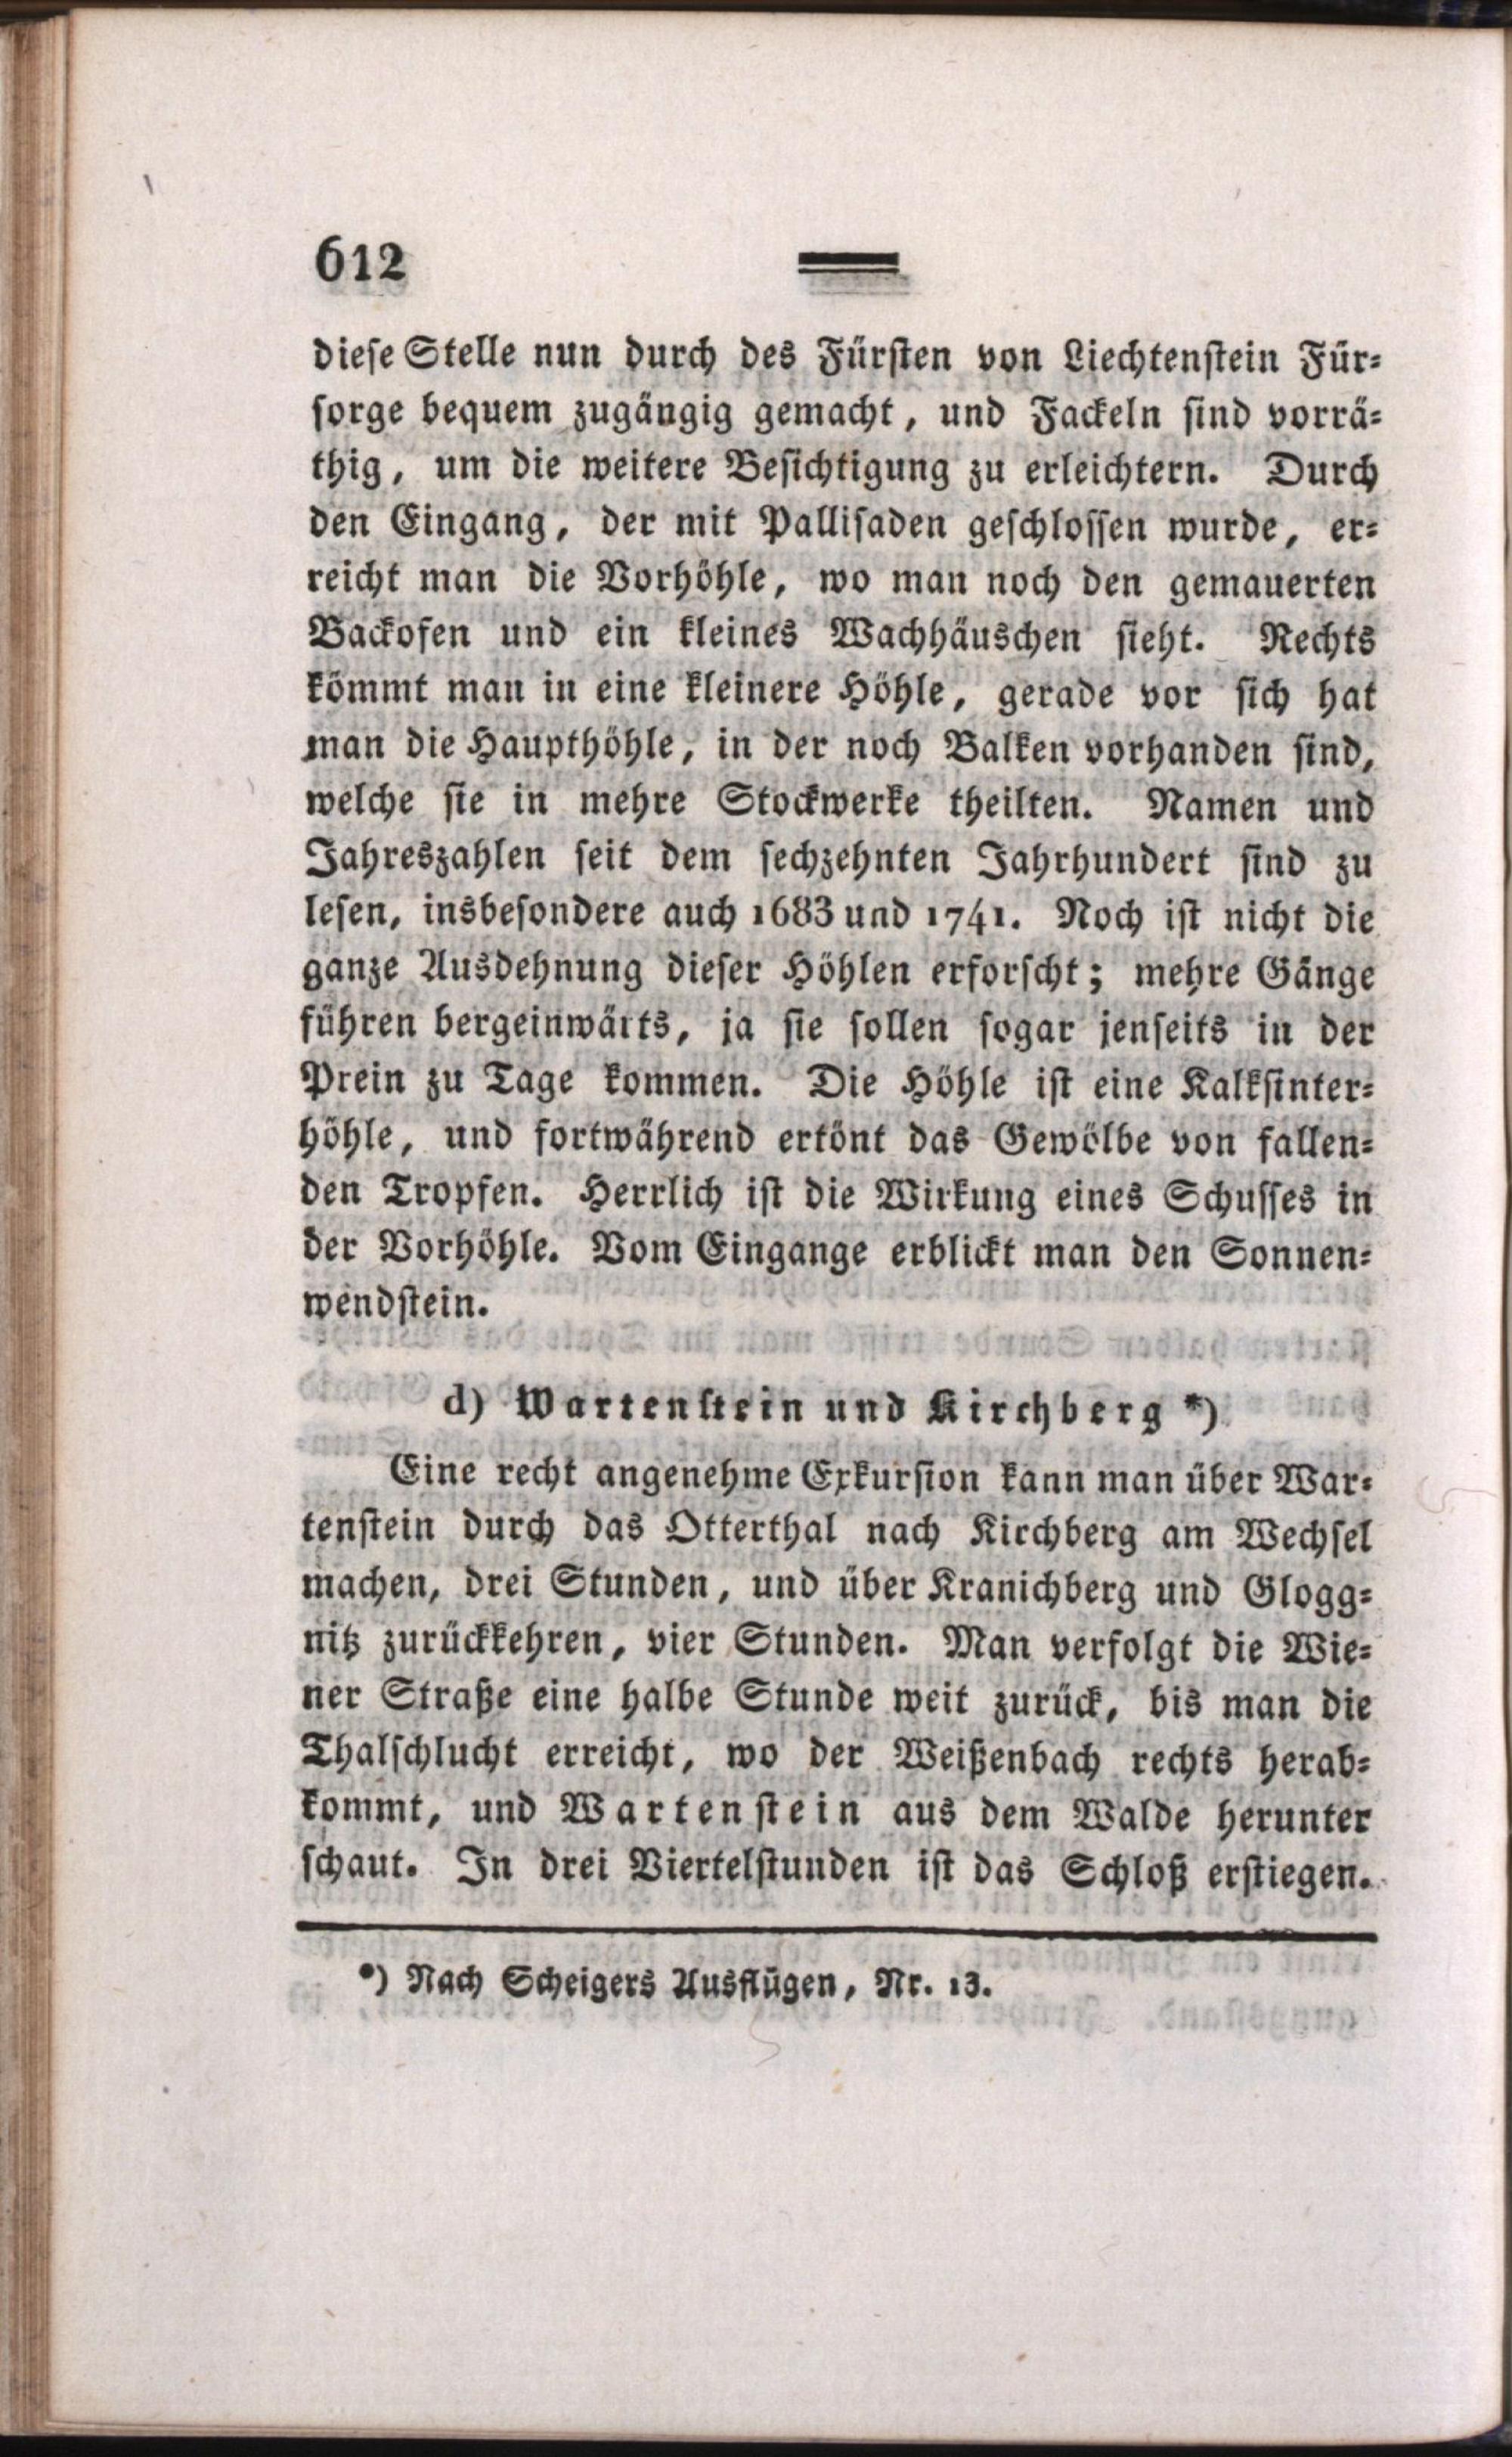 612
diese Stelle nun durch des Fürsten von Liechtenstein Für-
sorge bequem zugängig gemacht, und Fackeln sind vorrä-
thig, um die weitere Besichtigung zu erleichtern. Durch
den Eingang, der mit Pallisaden geschlossen wurde, er-
reicht man die Vorhöhle, wo man noch den gemauerten
Backofen und ein kleines Wachhäuschen sieht. Rechts
kömmt man in eine kleinere Höhle, gerade vor sich hat
man die Haupthöhle, in der noch Balken vorhanden sind,
welche sie in mehre Stockwerke theilten. Namen und
Jahreszahlen seit dem sechzehnten Jahrhundert sind zu
lesen, insbesondere auch 1683 und 1741. Noch ist nicht die
ganze Ausdehnung dieser Höhlen erforscht; mehre Gänge
führen bergeinwärts, ja sie sollen sogar jenseits in der
Prein zu Tage kommen. Die Höhle ist eine Kalksinter-
höhle, und fortwährend ertönt das Gewölbe von fallen-
den Tropfen. Herrlich ist die Wirkung eines Schusses in
der Vorhöhle. Vom Eingange erblickt man den Sonnen-
wendstein.
d) Wartenstein und Kirchberg *)
Eine recht angenehme Exkursion kann man über War-
tenstein durch das Otterthal nach Kirchberg am Wechsel
machen, drei Stunden, und über Kranichberg und Glogg-
nitz zurückkehren, vier Stunden. Man verfolgt die Wie-
ner Straße eine halbe Stunde weit zurück, bis man die
Thalschlucht erreicht, wo der Weißenbach rechts herab-
kommt, und Wartenstein aus dem Walde herunter
schaut. In drei Viertelstunden ist das Schloß erstiegen.
*) Nach Scheigers Ausflügen, Nr. 13.